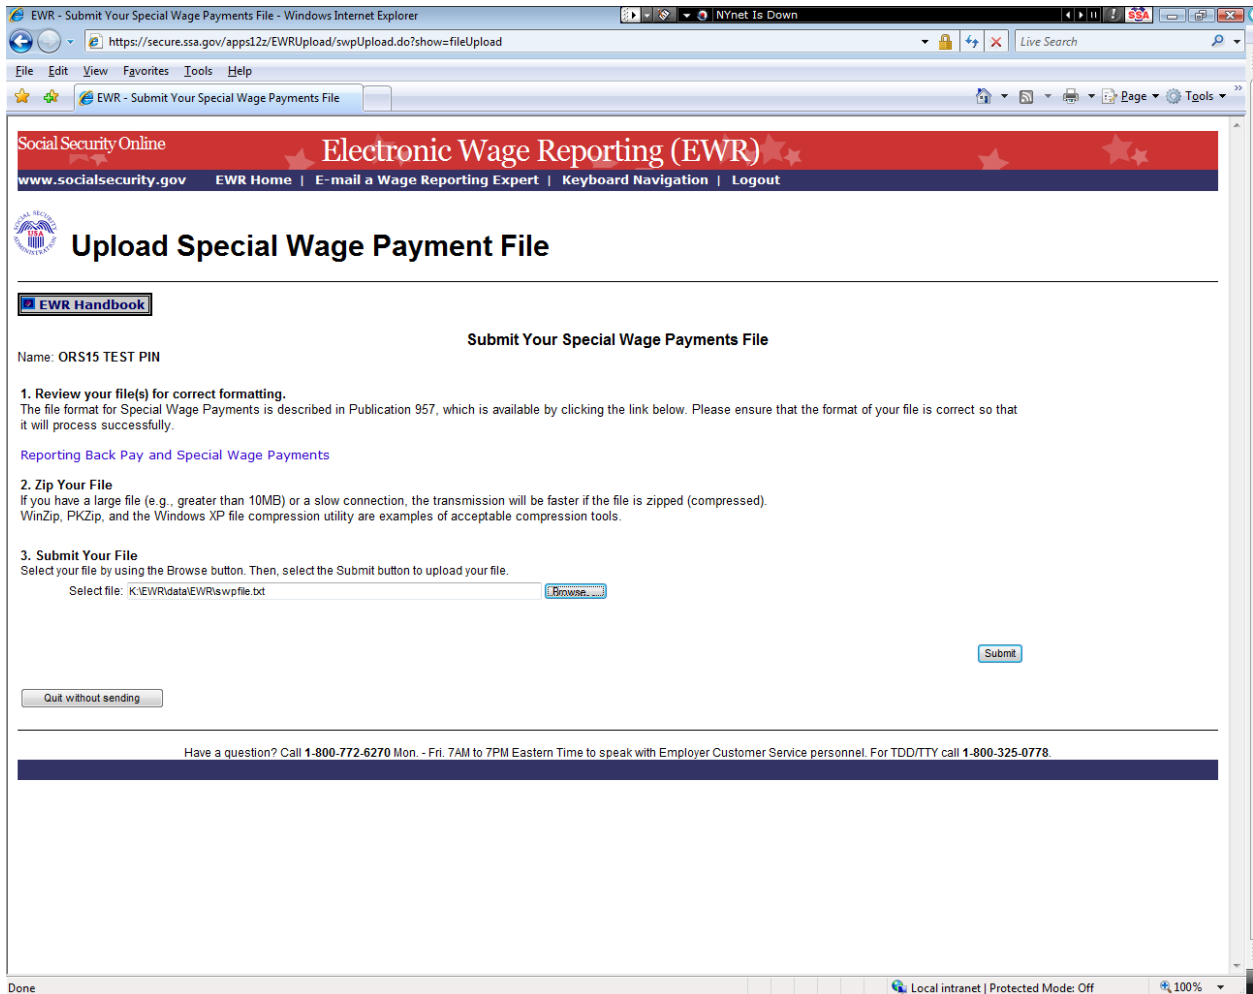 EWR - Submit Your Special Wage Payments File - Windows Internet Explorer
NYnet Is Down
SSA
https://secure.ssa.gov/apps12z/EWRUpload/swpUpload.do?show=fileUpload
Live Search
File Edit View Favorites Tools Help
EWR - Submit Your Special Wage Payments File
Page Tools
Social Security Online
Electronic Wage Reporting (EWR)
www.socialsecurity.gov EWR Home | E-mail a Wage Reporting Expert | Keyboard Navigation | Logout
SOCIAL SECURITY ADMINISTRATION
USA
Upload Special Wage Payment File
EWR Handbook
Submit Your Special Wage Payments File
Name: ORS15 TEST PIN
1. Review your file(s) for correct formatting.
The file format for Special Wage Payments is described in Publication 957, which is available by clicking the link below. Please ensure that the format of your file is correct so that
it will process successfully.
Reporting Back Pay and Special Wage Payments
2. Zip Your File
If you have a large file (e.g., greater than 10MB) or a slow connection, the transmission will be faster if the file is zipped (compressed).
WinZip, PKZip, and the Windows XP file compression utility are examples of acceptable compression tools.
3. Submit Your File
Select your file by using the Browse button. Then, select the Submit button to upload your file.
Select file: K:\EWR\data\EWR\swpfile.txt Browse...
Submit
Quit without sending
Have a question? Call 1-800-772-6270 Mon. - Fri. 7AM to 7PM Eastern Time to speak with Employer Customer Service personnel. For TDD/TTY call 1-800-325-0778.
Done
Local intranet | Protected Mode: Off
100%